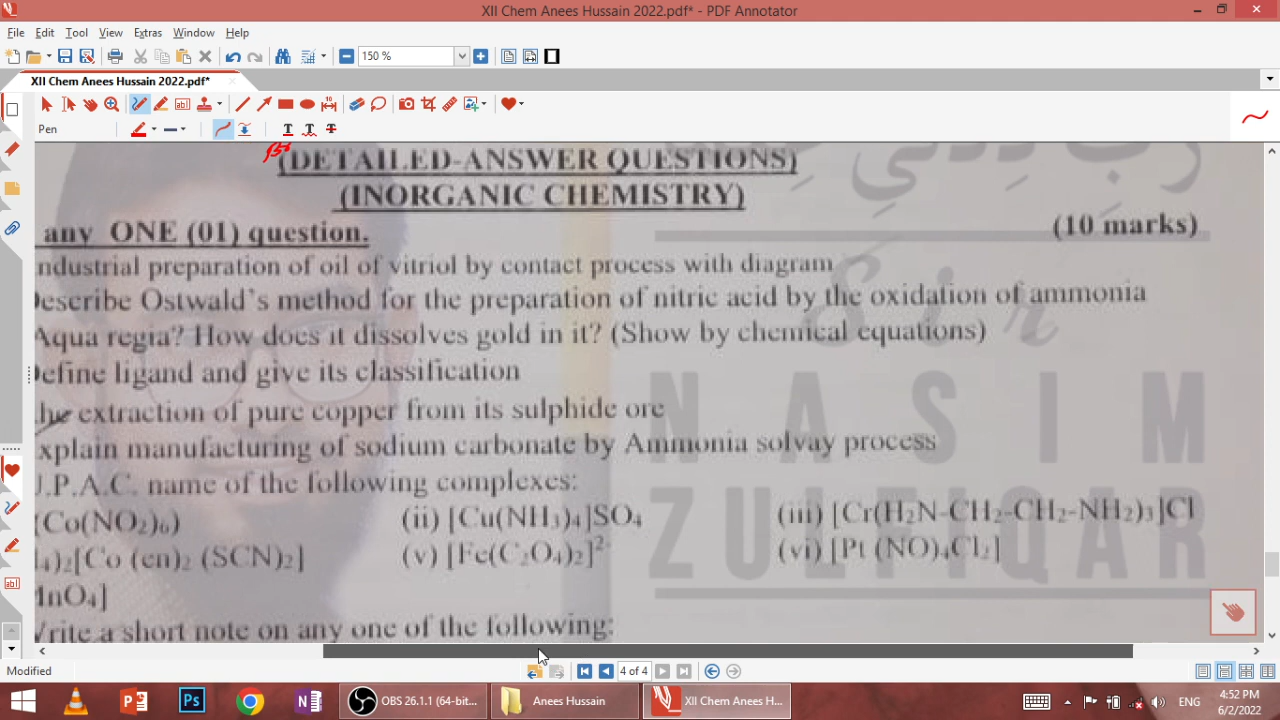 XII Chem Anees Hussain 2022.pdf* - PDF Annotator
File Edit Tool View Extras Window Help
150 %
XII Chem Anees Hussain 2022.pdf*
Pen
(DETAILED-ANSWER QUESTIONS)
(INORGANIC CHEMISTRY)
any ONE (01) question.
(10 marks)
ndustrial preparation of oil of vitriol by contact process with diagram
escribe Ostwald's method for the preparation of nitric acid by the oxidation of ammonia
Aqua regia? How does it dissolves gold in it? (Show by chemical equations)
efine ligand and give its classification
the extraction of pure copper from its sulphide ore
xplain manufacturing of sodium carbonate by Ammonia solvay process
.P.A.C. name of the following complexes:
(Co(NO2)6) (ii) [Cu(NH3)4]SO4 (iii) [Cr(H2N-CH2-CH2-NH2)3]Cl
4)2[Co (en)2 (SCN)2] (v) [Fe(C2O4)2]2- (vi) [Pt (NO)4Cl2]
nO4]
rite a short note on any one of the following:
Sir
NASIM
ZULFIQAR
4 of 4
Modified
OBS 26.1.1 (64-bit...
Anees Hussain
XII Chem Anees H...
ENG
4:52 PM
6/2/2022